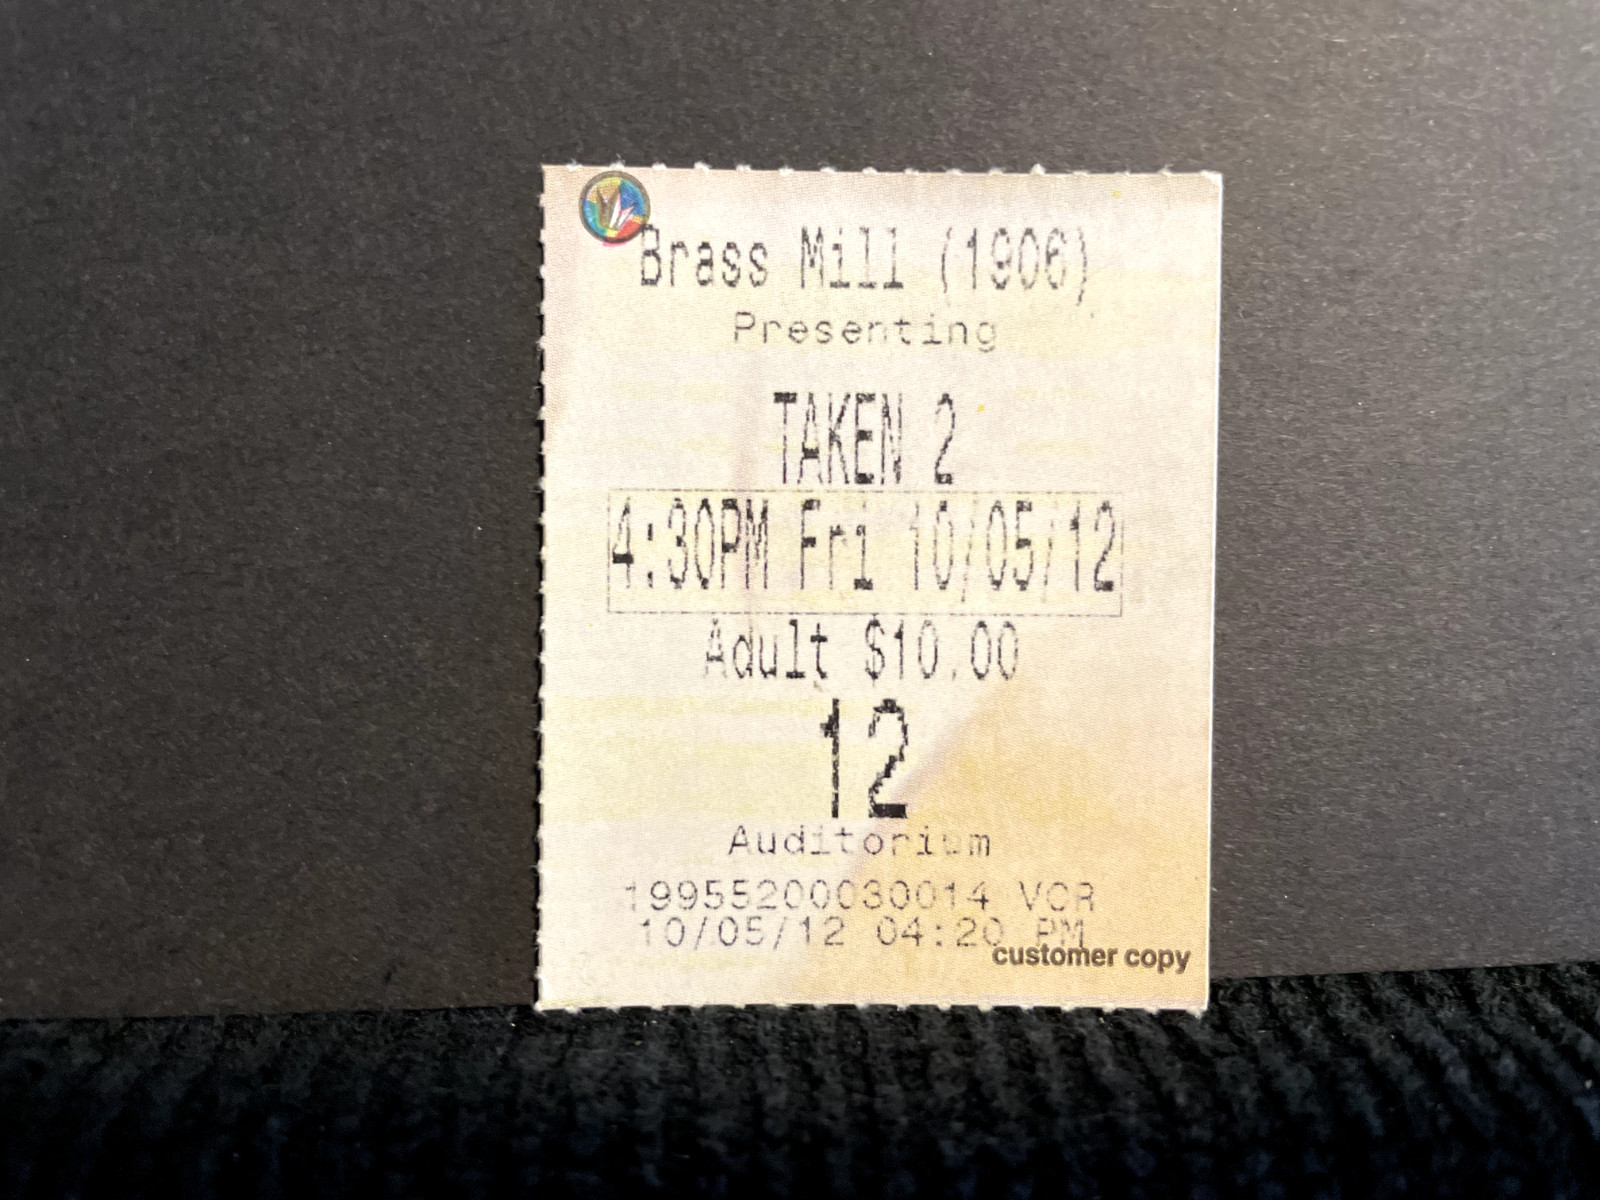 Brass Mill (1906)
Presenting
TAKEN 2
4:30PM Fri 10/05/12
Adult $10.00
12
Auditorium
19955200030014 VCR
10/05/12 04:20 PM
customer copy